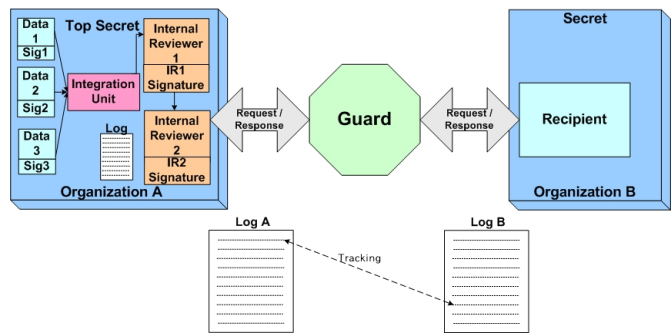 Top Secret
Data
1
Sig1
Data
2
Sig2
Data
3
Sig3
Integration
Unit
Log
Internal
Reviewer
1
IR1
Signature
Internal
Reviewer
2
IR2
Signature
Organization A
Request /
Response
Guard
Request /
Response
Secret
Recipient
Organization B
Log A
Log B
Tracking